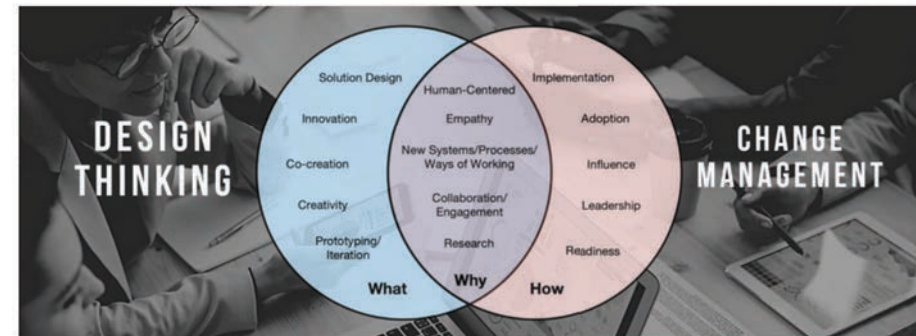 DESIGN
THINKING
Solution Design
Innovation
Co-creation
Creativity
Prototyping/
Iteration
What
Human-Centered
Empathy
New Systems/Processes/
Ways of Working
Collaboration/
Engagement
Research
Why
Implementation
Adoption
Influence
Leadership
Readiness
How
CHANGE
MANAGEMENT